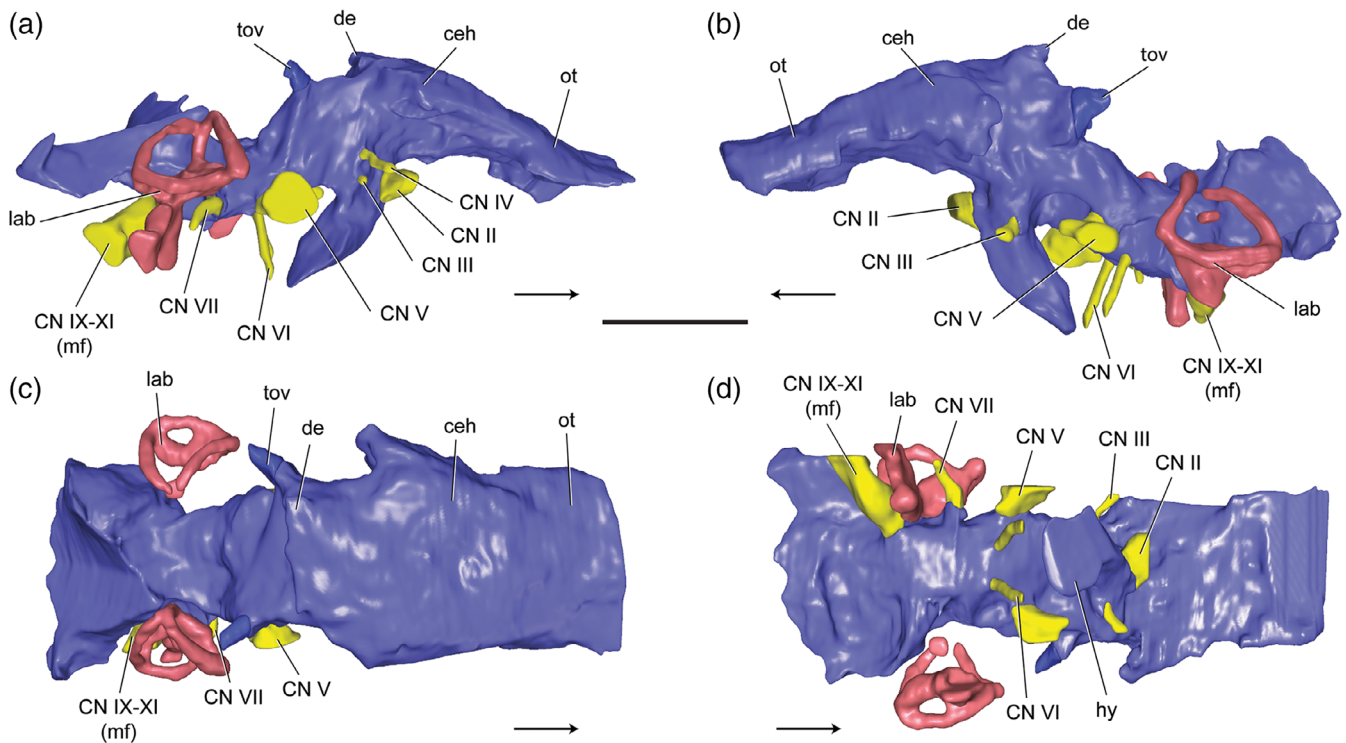 (a)
tov
de
ceh
ot
lab
CN IX-XI
(mf)
CN VII
CN VI
CN V
CN III
CN II
CN IV
(b)
ot
ceh
de
tov
CN II
CN III
CN V
CN VI
CN IX-XI
(mf)
lab
(c)
lab
tov
de
ceh
ot
CN IX-XI
(mf)
CN VII
CN V
(d)
CN IX-XI
(mf)
lab
CN VII
CN V
CN III
CN II
CN VI
hy